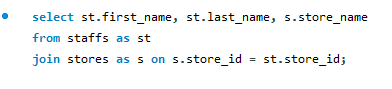 select st.first_name, st.last_name, s.store_name
from staffs as st
join stores as s on s.store_id = st.store_id;